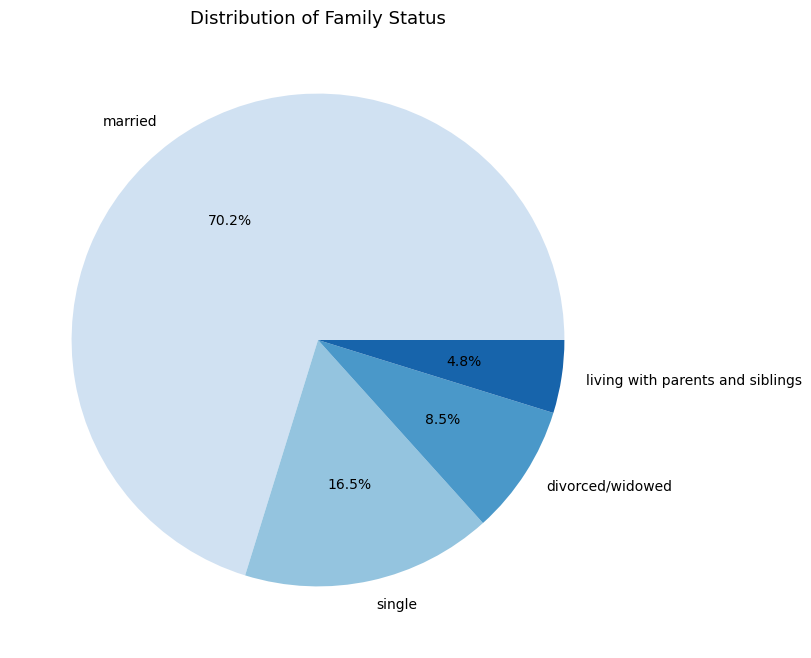 Distribution of Family Status
married
70.2%
4.8%
living with parents and siblings
8.5%
divorced/widowed
16.5%
single